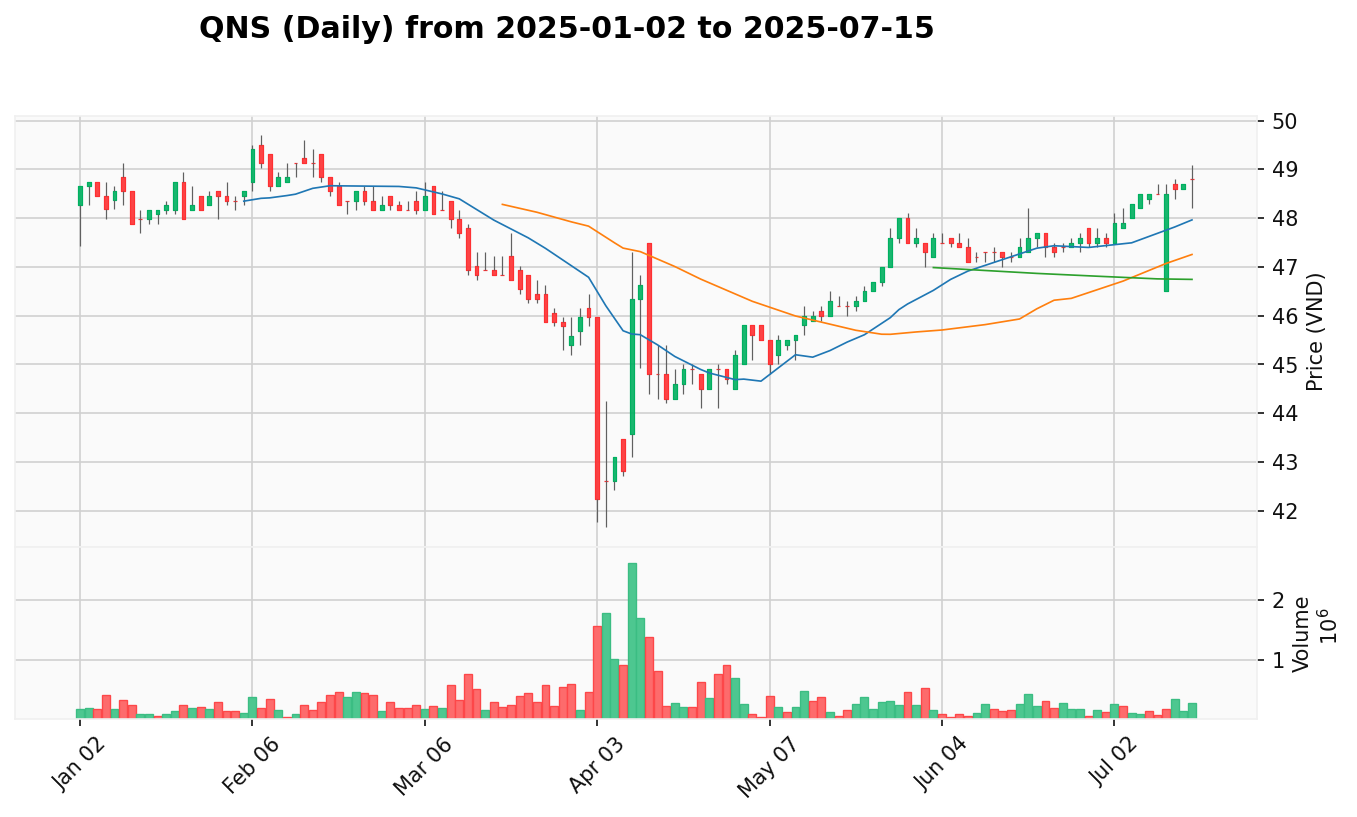 QNS (Daily) from 2025-01-02 to 2025-07-15
50
49
48
47
46
45
44
43
42
Price (VND)
2
1
Volume
10^6
Jan 02
Feb 06
Mar 06
Apr 03
May 07
Jun 04
Jul 02